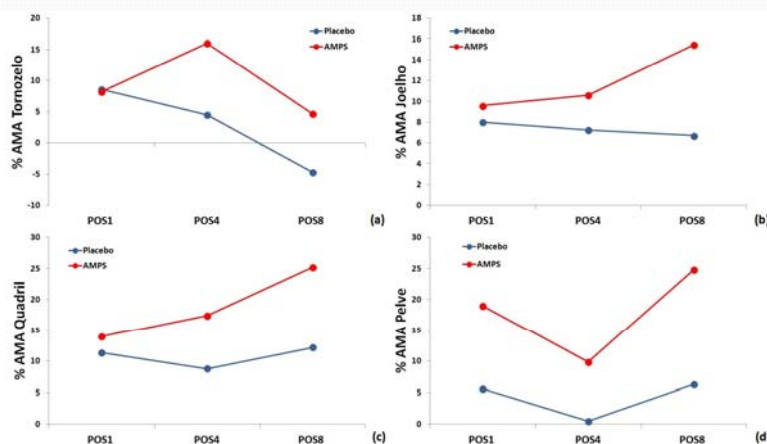 % AMA Tornozelo
20
15
10
5
0
-5
-10
Placebo
AMPS
POS1 POS4 POS8
(a)
% AMA Joelho
18
16
14
12
10
8
6
4
2
0
Placebo
AMPS
POS1 POS4 POS8
(b)
% AMA Quadril
30
25
20
15
10
5
0
Placebo
AMPS
POS1 POS4 POS8
(c)
% AMA Pelve
30
25
20
15
10
5
0
Placebo
AMPS
POS1 POS4 POS8
(d)